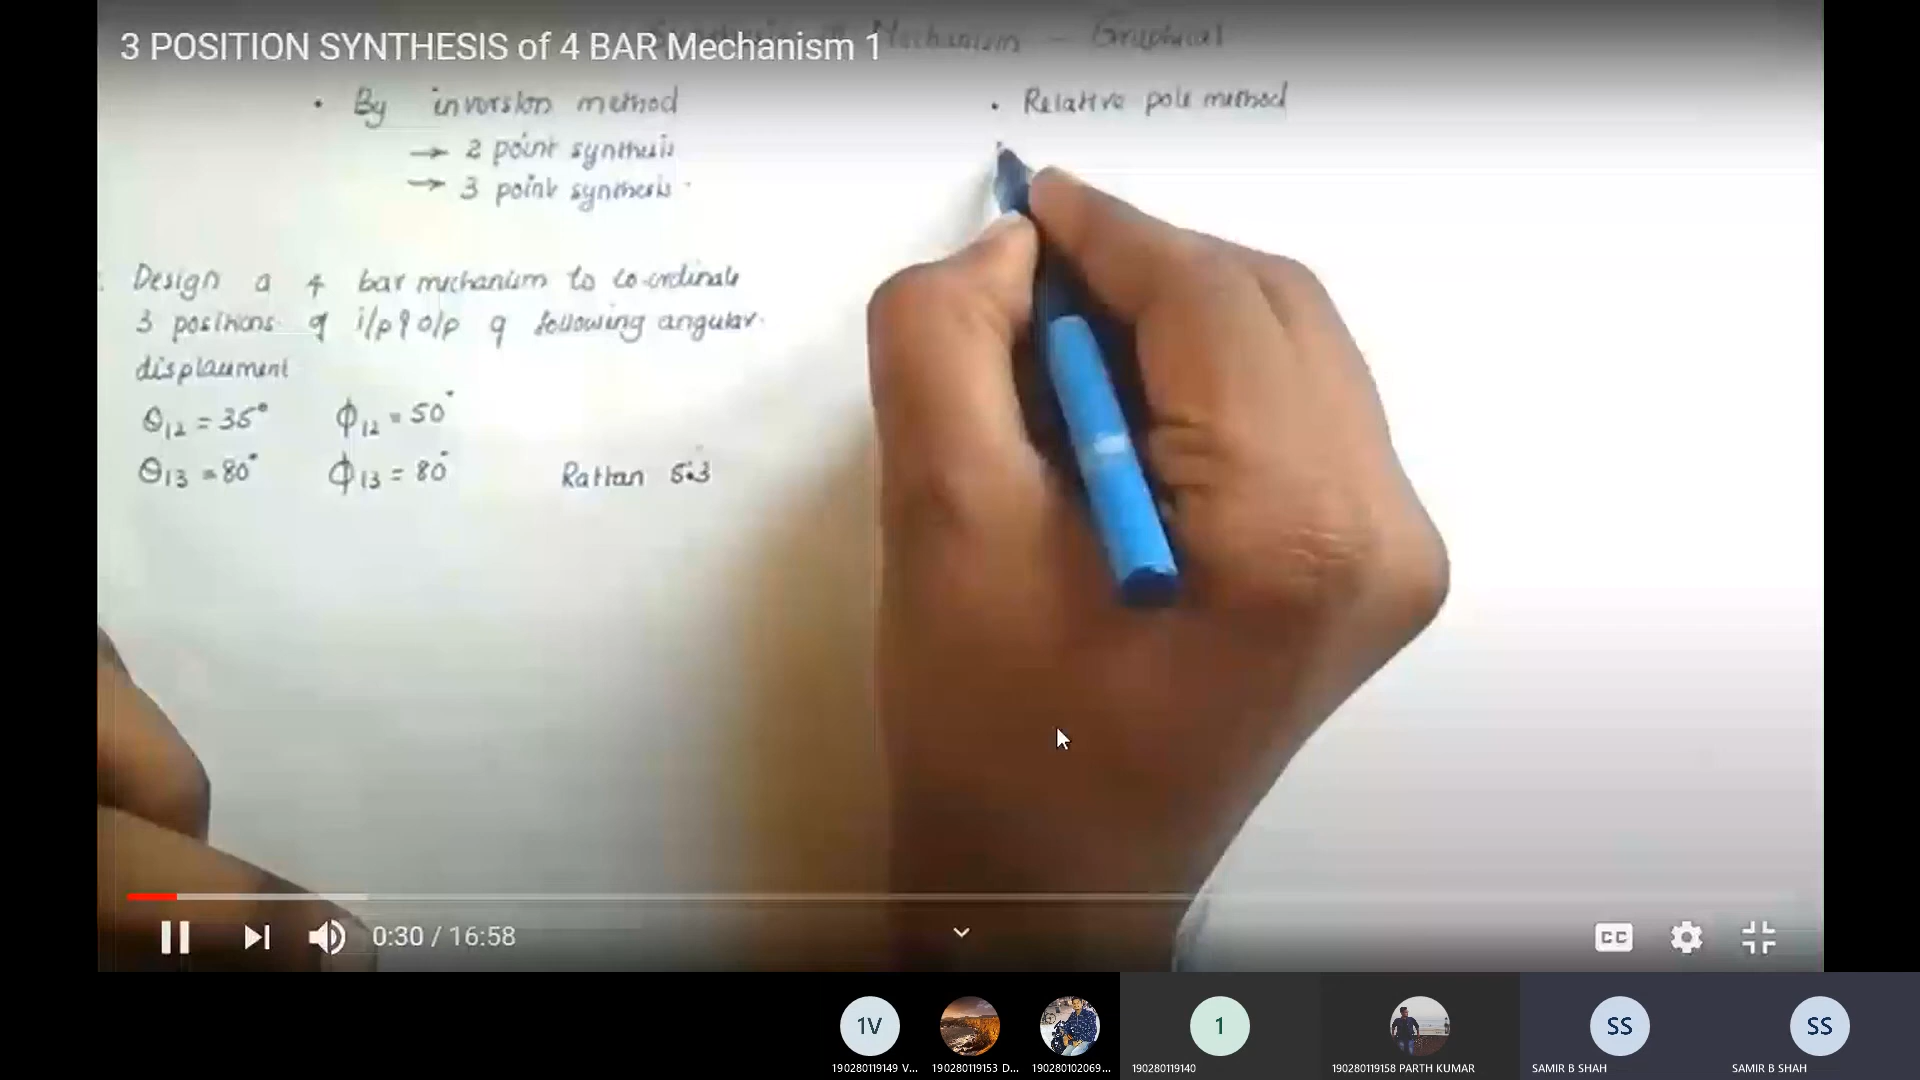 3 POSITION SYNTHESIS of 4 BAR Mechanism 1
Mechanism - Graphical
• By inversion method
→ 2 point synthesis
→ 3 point synthesis
• Relative pole method
Design a 4 bar mechanism to co-ordinate
3 positions of i/p & o/p of following angular
displacement
θ12 = 35° ϕ12 = 50°
θ13 = 80° ϕ13 = 80° Rattan 5.3
0:30 / 16:58
CC
1V
1
SS
SS
190280119149 V...
190280119153 D...
190280102069...
190280119140
190280119158 PARTH KUMAR
SAMIR B SHAH
SAMIR B SHAH